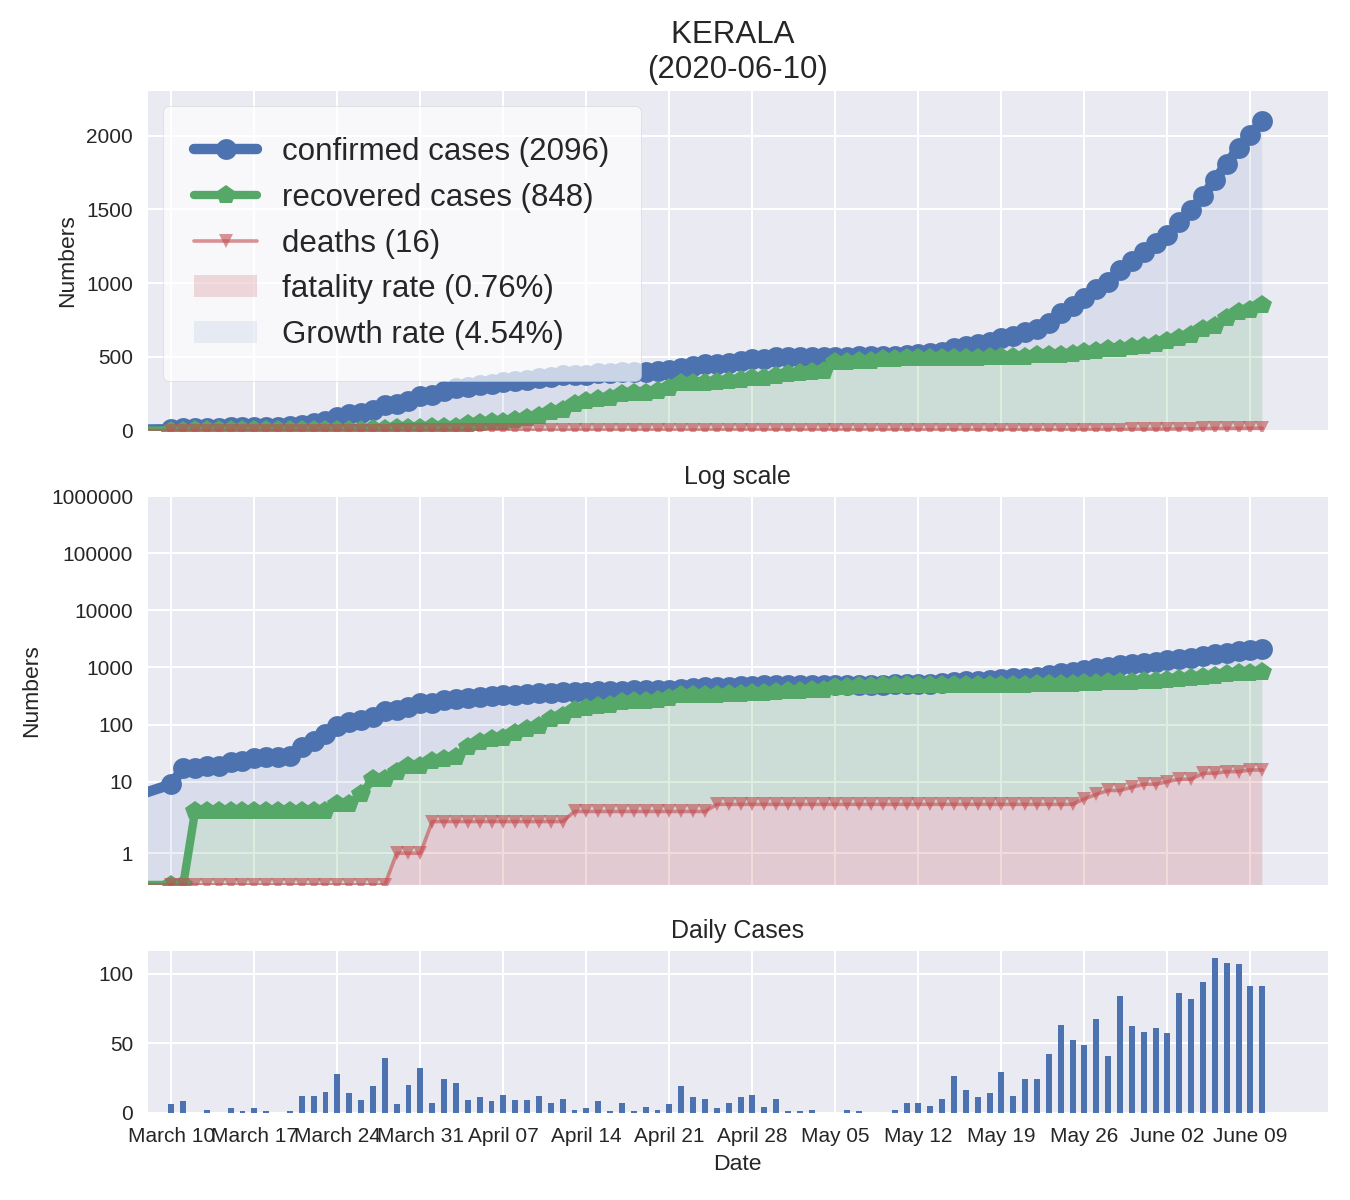 KERALA
(2020-06-10)
Numbers
2000
1500
1000
500
0
confirmed cases (2096)
recovered cases (848)
deaths (16)
fatality rate (0.76%)
Growth rate (4.54%)
Log scale
Numbers
1000000
100000
10000
1000
100
10
1
Daily Cases
100
50
0
March 10 March 17 March 24 March 31 April 07 April 14 April 21 April 28 May 05 May 12 May 19 May 26 June 02 June 09
Date